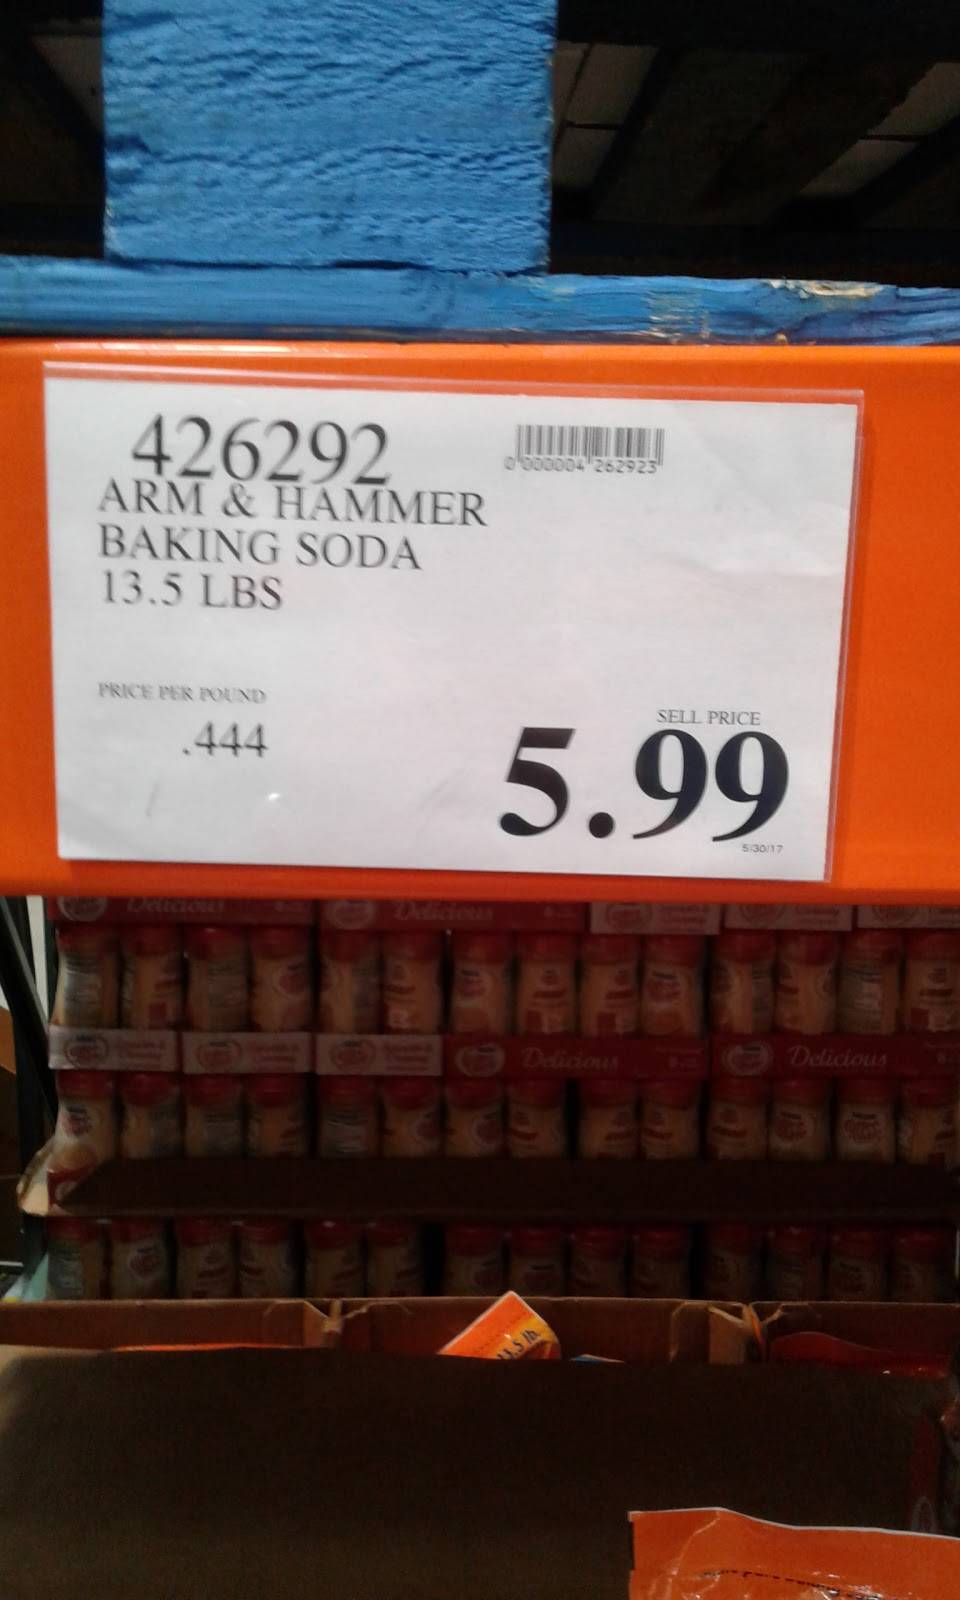 426292
0 000004 262923
ARM & HAMMER
BAKING SODA
13.5 LBS
PRICE PER POUND
.444
SELL PRICE
5.99
5/30/17
Delicious
Delicious
Delicious
Delicious